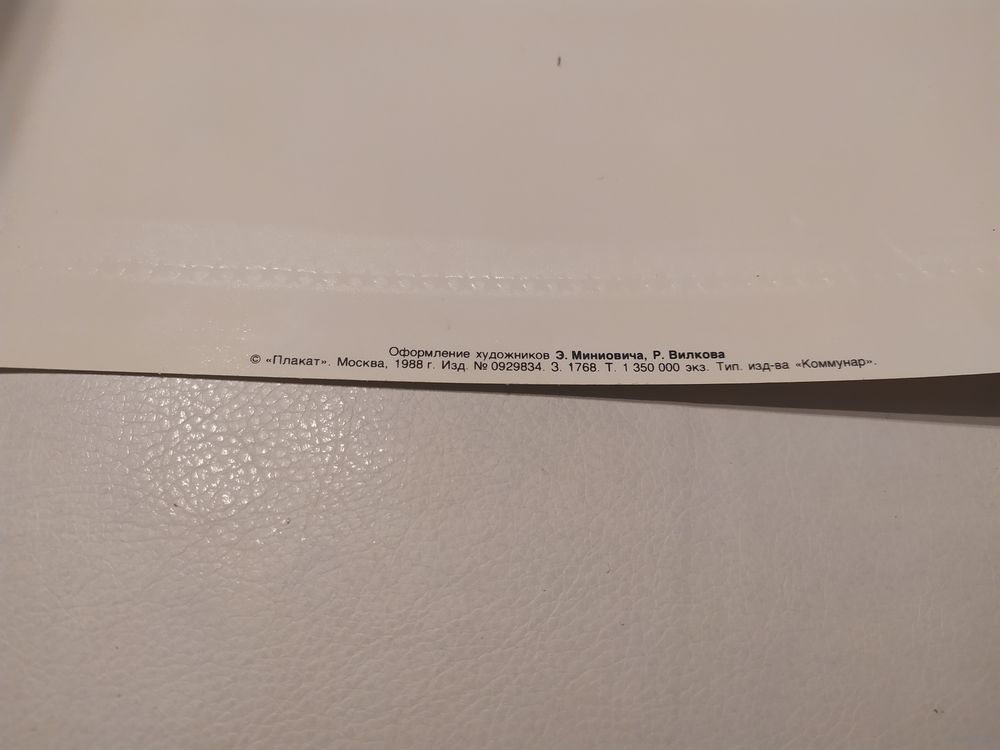 Оформление художников Э. Миниовича, Р. Вилкова
© «Плакат». Москва, 1988 г. Изд. № 0929834. З. 1768. Т. 1 350 000 экз. Тип. изд-ва «Коммунар».